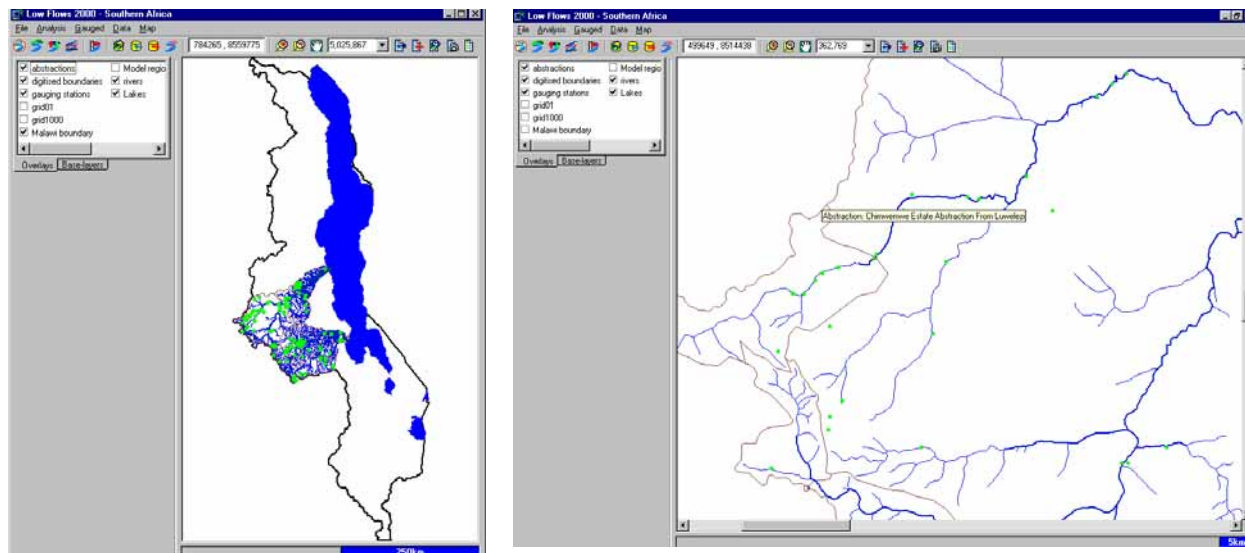 Low Flows 2000 - Southern Africa
File Analysis Gauged Data Map
784265 , 8559775
5,025,867
abstractions
Model regio
digitised boundaries
rivers
gauging stations
Lakes
grid01
grid1000
Malawi boundary
Overlays Base-layers
250km
Low Flows 2000 - Southern Africa
File Analysis Gauged Data Map
499649 , 8514438
362,769
abstractions
Model regio
digitised boundaries
rivers
gauging stations
Lakes
grid01
grid1000
Malawi boundary
Overlays Base-layers
Abstraction: Estate Abstraction From
5km